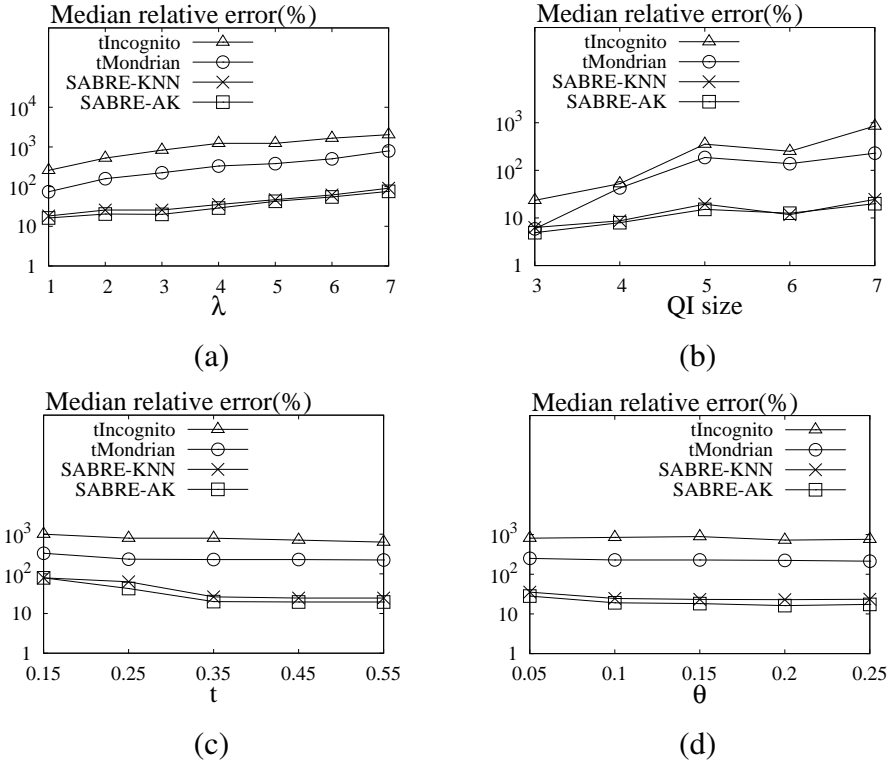 Median relative error(%)
tIncognito
tMondrian
SABRE-KNN
SABRE-AK
10^4
10^3
10^2
10
1
1 2 3 4 5 6 7
λ
(a)
Median relative error(%)
tIncognito
tMondrian
SABRE-KNN
SABRE-AK
10^3
10^2
10
1
3 4 5 6 7
QI size
(b)
Median relative error(%)
tIncognito
tMondrian
SABRE-KNN
SABRE-AK
10^3
10^2
10
1
0.15 0.25 0.35 0.45 0.55
t
(c)
Median relative error(%)
tIncognito
tMondrian
SABRE-KNN
SABRE-AK
10^3
10^2
10
1
0.05 0.1 0.15 0.2 0.25
θ
(d)